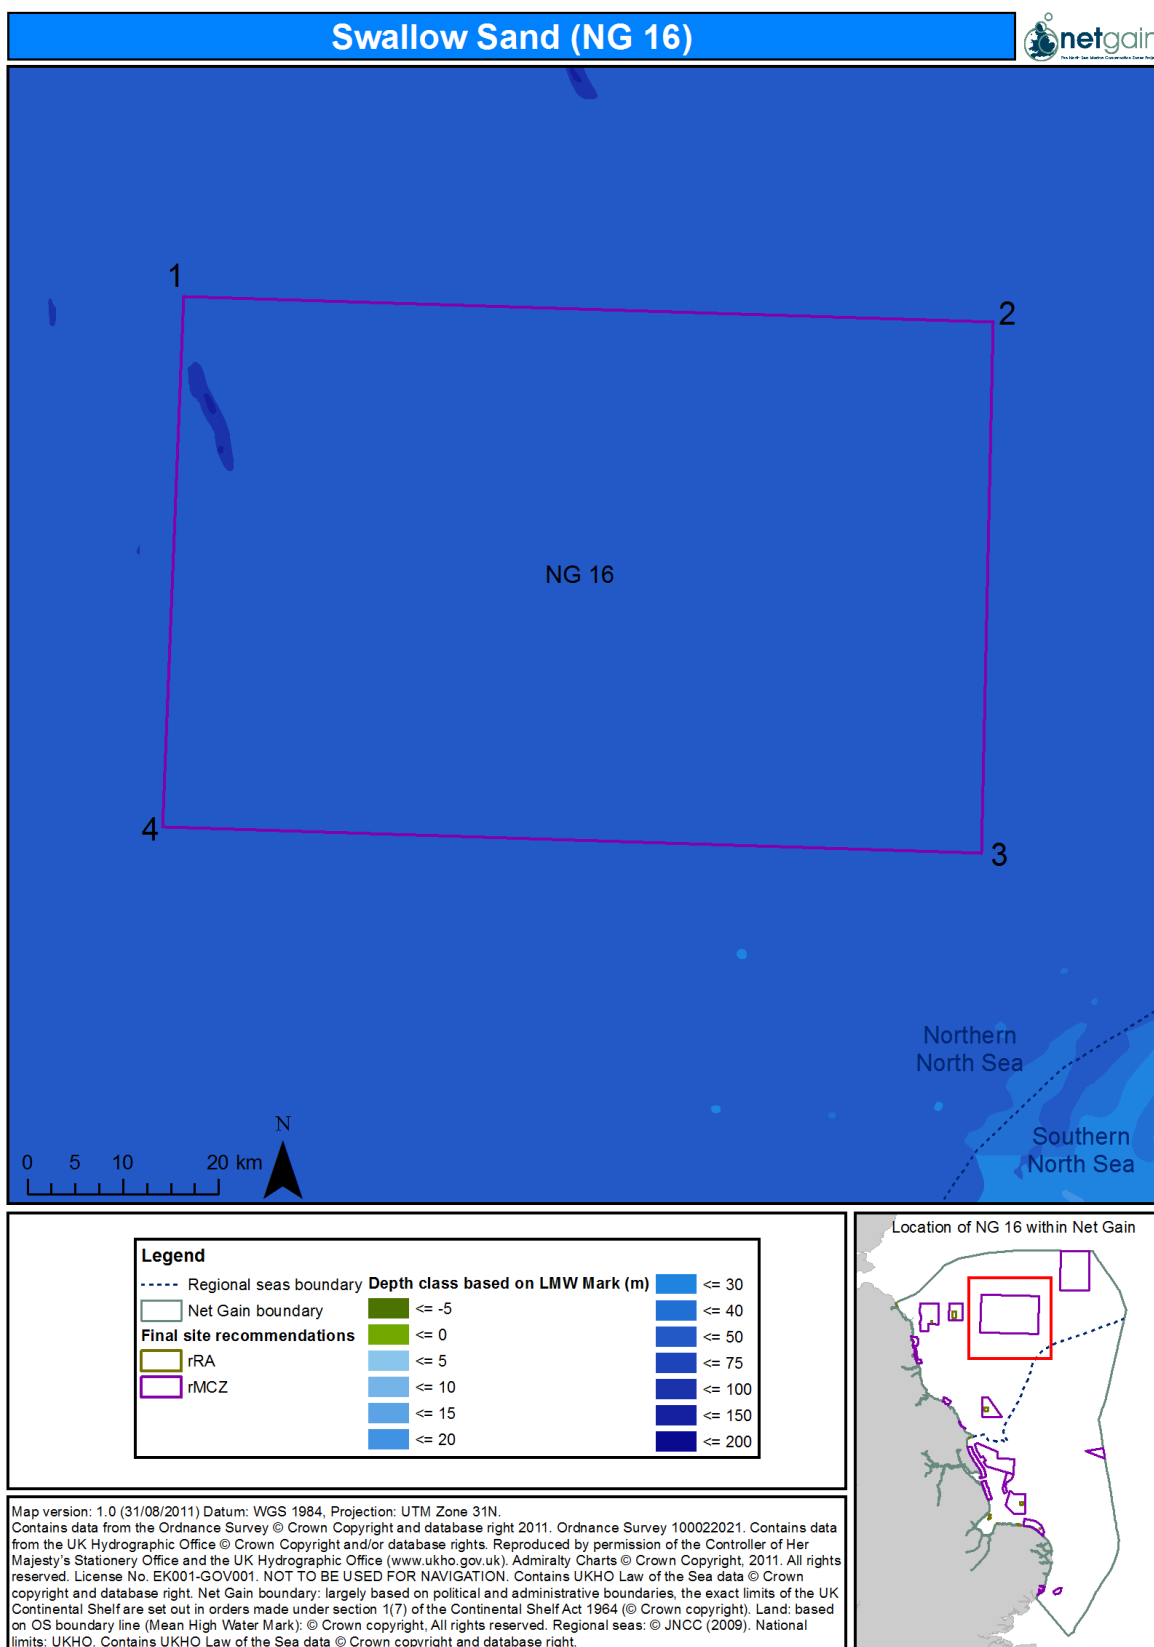 Swallow Sand (NG 16)
netgain
The North Sea Marine Conservation Zones Project
1
2
NG 16
4
3
Northern
North Sea
Southern
North Sea
N
0 5 10 20 km
Legend
Regional seas boundary
Net Gain boundary
Final site recommendations
rRA
rMCZ
Depth class based on LMW Mark (m)
<= -5
<= 0
<= 5
<= 10
<= 15
<= 20
<= 30
<= 40
<= 50
<= 75
<= 100
<= 150
<= 200
Location of NG 16 within Net Gain
Map version: 1.0 (31/08/2011) Datum: WGS 1984, Projection: UTM Zone 31N.
Contains data from the Ordnance Survey © Crown Copyright and database right 2011. Ordnance Survey 100022021. Contains data
from the UK Hydrographic Office © Crown Copyright and/or database rights. Reproduced by permission of the Controller of Her
Majesty's Stationery Office and the UK Hydrographic Office (www.ukho.gov.uk). Admiralty Charts © Crown Copyright, 2011. All rights
reserved. License No. EK001-GOV001. NOT TO BE USED FOR NAVIGATION. Contains UKHO Law of the Sea data © Crown
copyright and database right. Net Gain boundary: largely based on political and administrative boundaries, the exact limits of the UK
Continental Shelf are set out in orders made under section 1(7) of the Continental Shelf Act 1964 (© Crown copyright). Land: based
on OS boundary line (Mean High Water Mark): © Crown copyright, All rights reserved. Regional seas: © JNCC (2009). National
limits: UKHO. Contains UKHO Law of the Sea data © Crown copyright and database right.